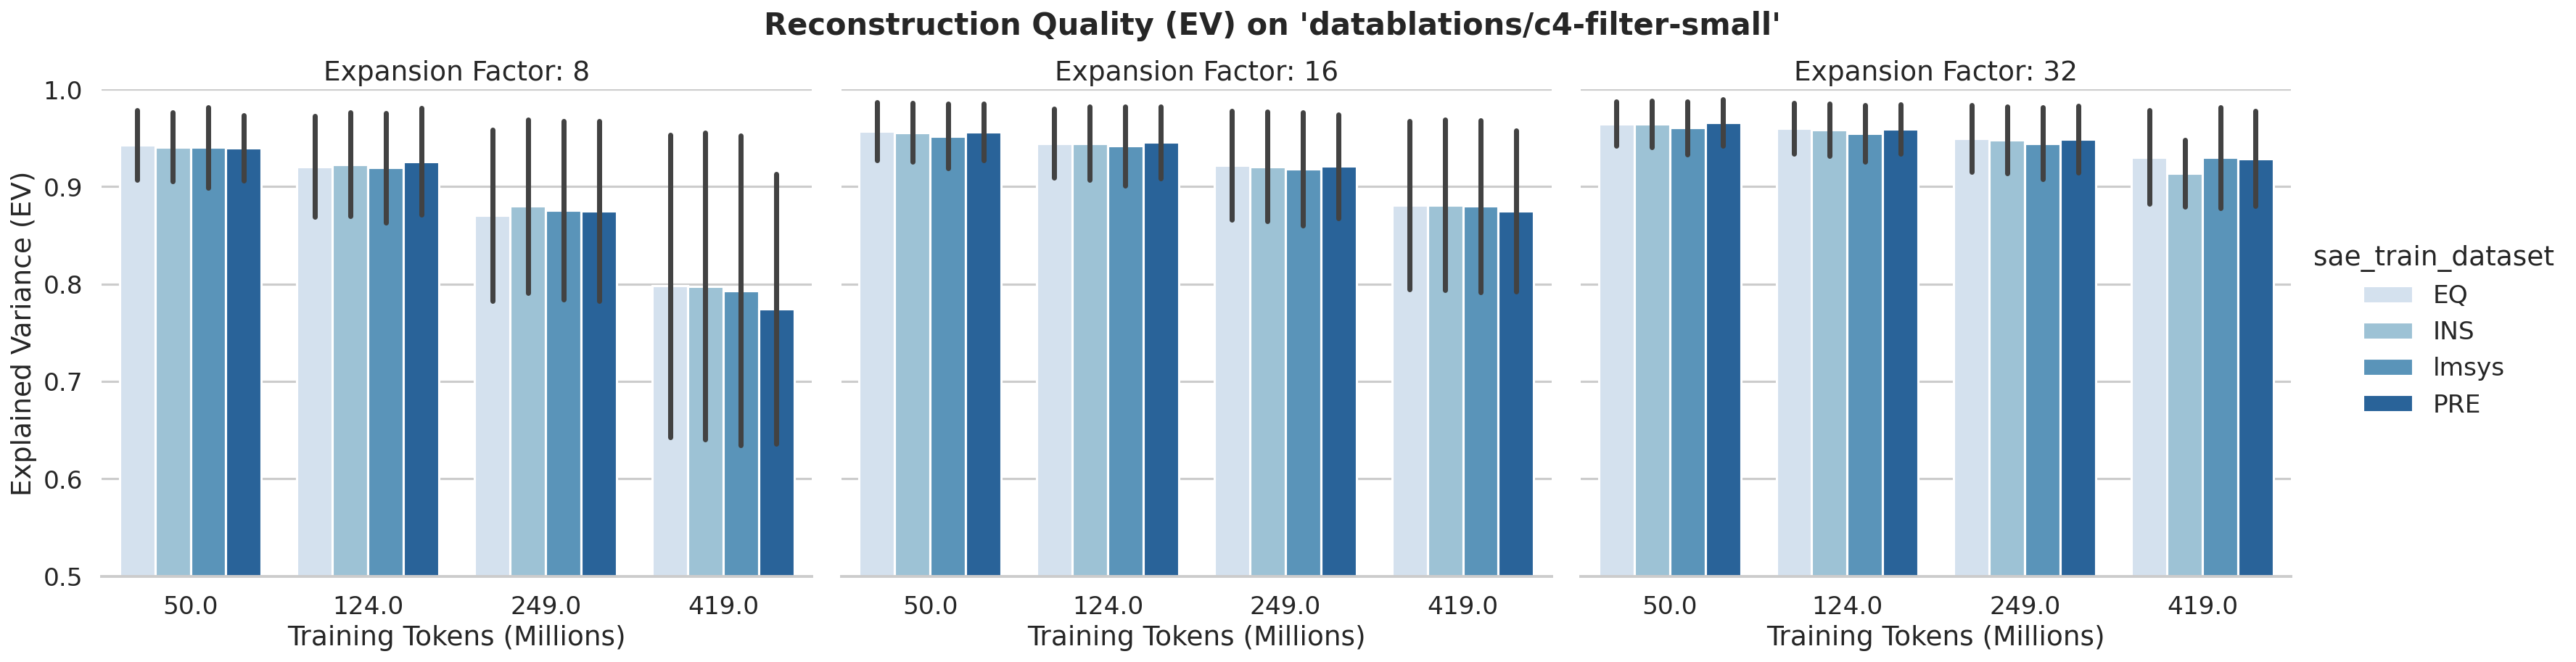 Reconstruction Quality (EV) on 'datablations/c4-filter-small'
Expansion Factor: 8
Expansion Factor: 16
Expansion Factor: 32
Explained Variance (EV)
1.0
0.9
0.8
0.7
0.6
0.5
50.0 124.0 249.0 419.0
Training Tokens (Millions)
50.0 124.0 249.0 419.0
Training Tokens (Millions)
50.0 124.0 249.0 419.0
Training Tokens (Millions)
sae_train_dataset
EQ
INS
lmsys
PRE